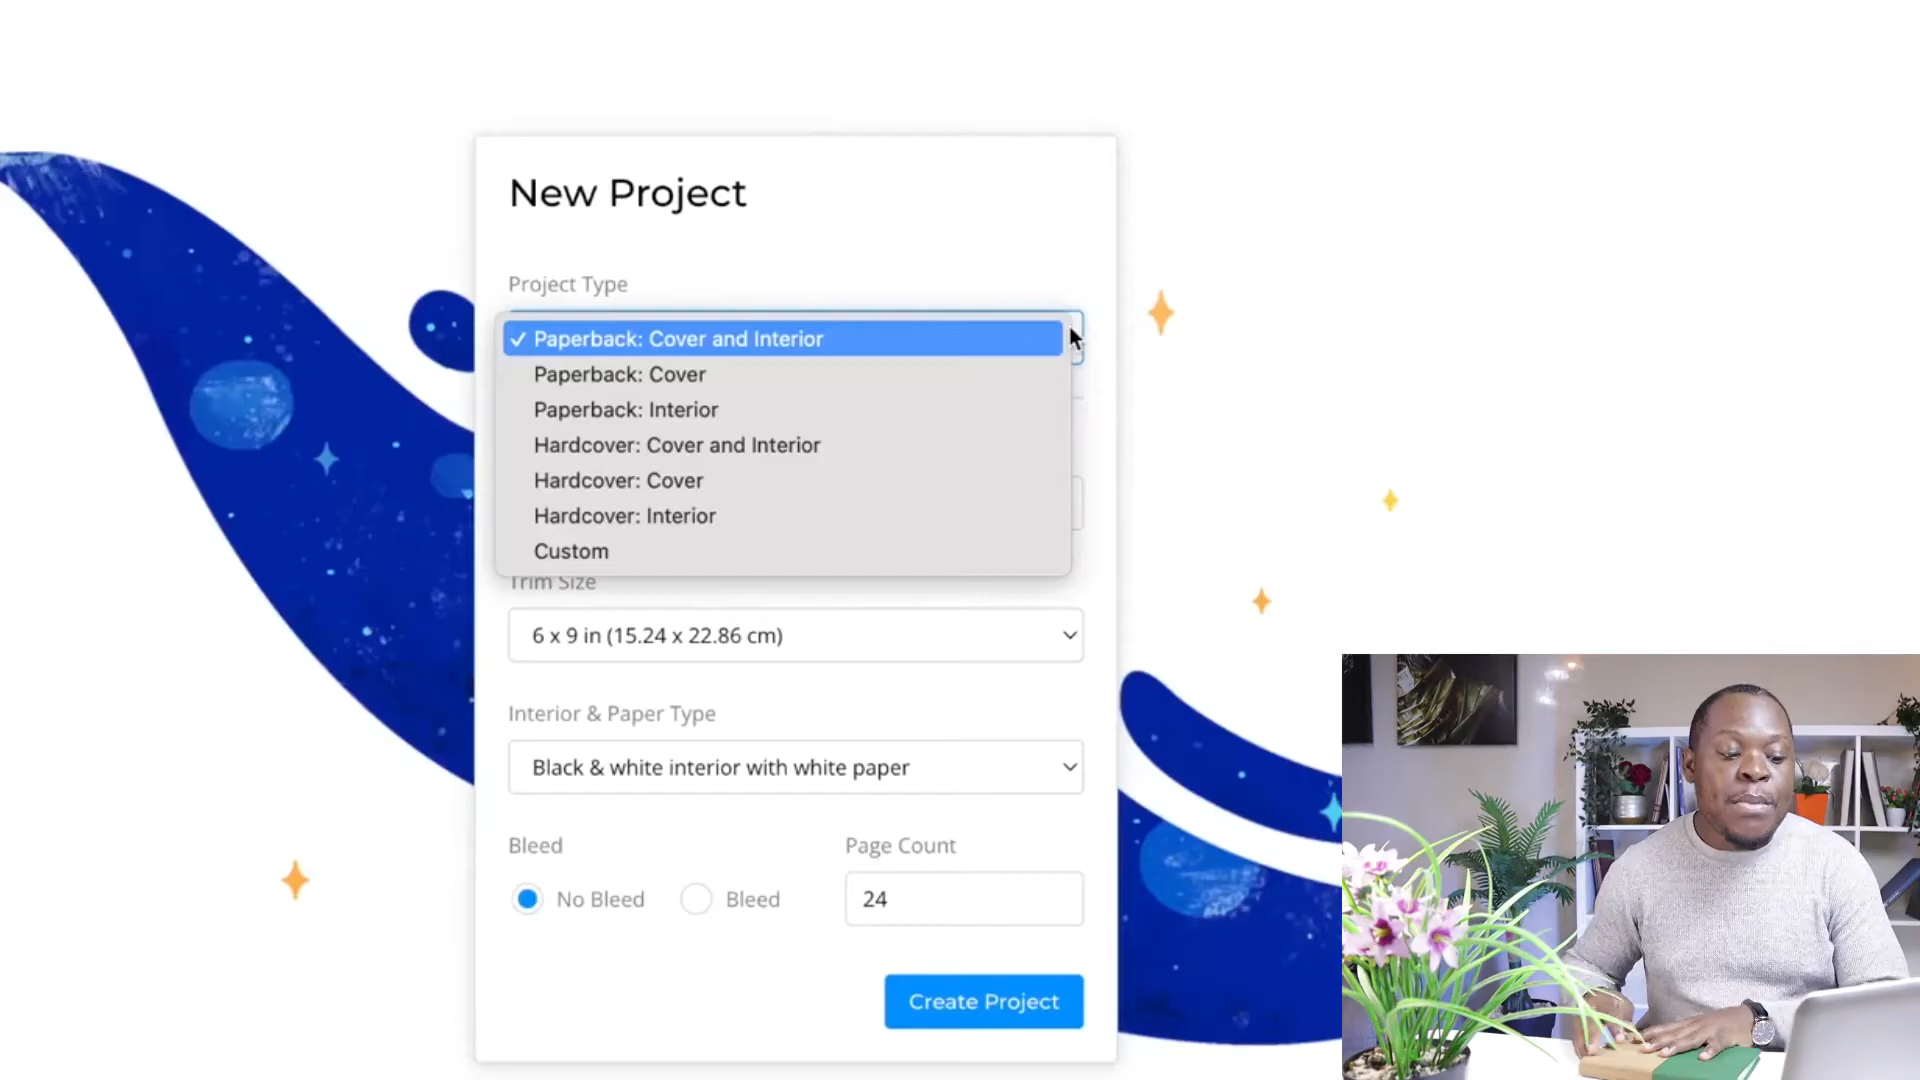 New Project
Project Type
✓ Paperback: Cover and Interior
Paperback: Cover
Paperback: Interior
Hardcover: Cover and Interior
Hardcover: Cover
Hardcover: Interior
Custom
Trim Size
6 x 9 in (15.24 x 22.86 cm)
Interior & Paper Type
Black & white interior with white paper
Bleed
Page Count
No Bleed
Bleed
24
Create Project